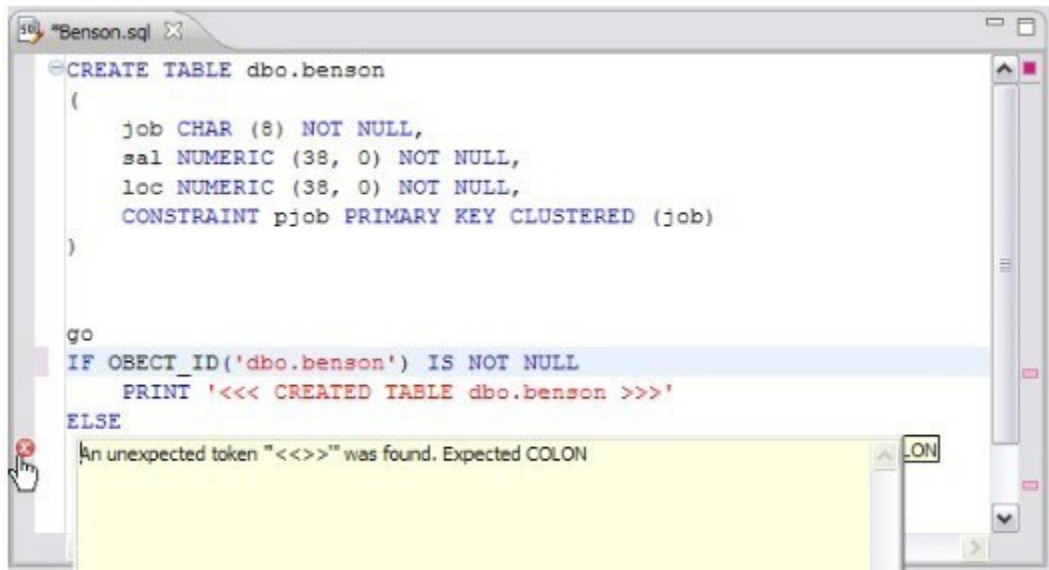 *Benson.sql
CREATE TABLE dbo.benson
(
job CHAR (8) NOT NULL,
sal NUMERIC (38, 0) NOT NULL,
loc NUMERIC (38, 0) NOT NULL,
CONSTRAINT pjob PRIMARY KEY CLUSTERED (job)
)
go
IF OBECT_ID('dbo.benson') IS NOT NULL
PRINT '<<< CREATED TABLE dbo.benson >>>'
ELSE
An unexpected token "'<<>>'" was found. Expected COLON
LON